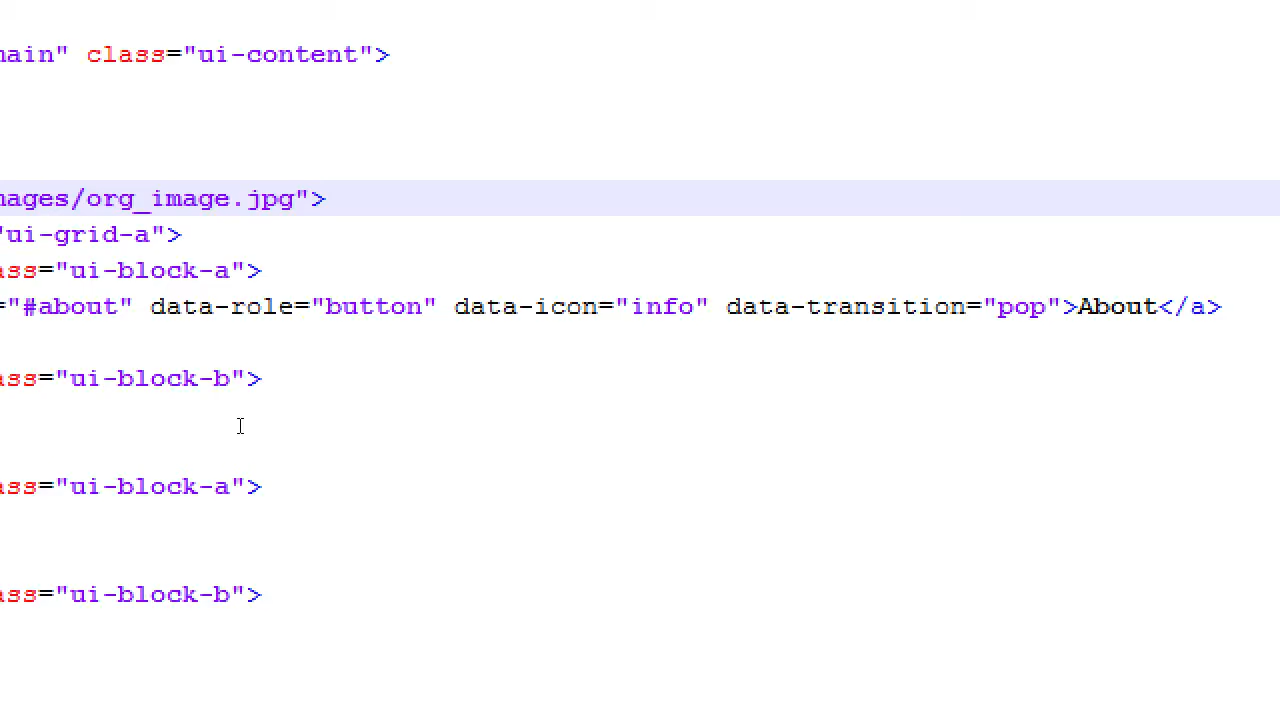 main" class="ui-content">
mages/org_image.jpg">
"ui-grid-a">
ass="ui-block-a">
="#about" data-role="button" data-icon="info" data-transition="pop">About</a>
ass="ui-block-b">
ass="ui-block-a">
ass="ui-block-b">